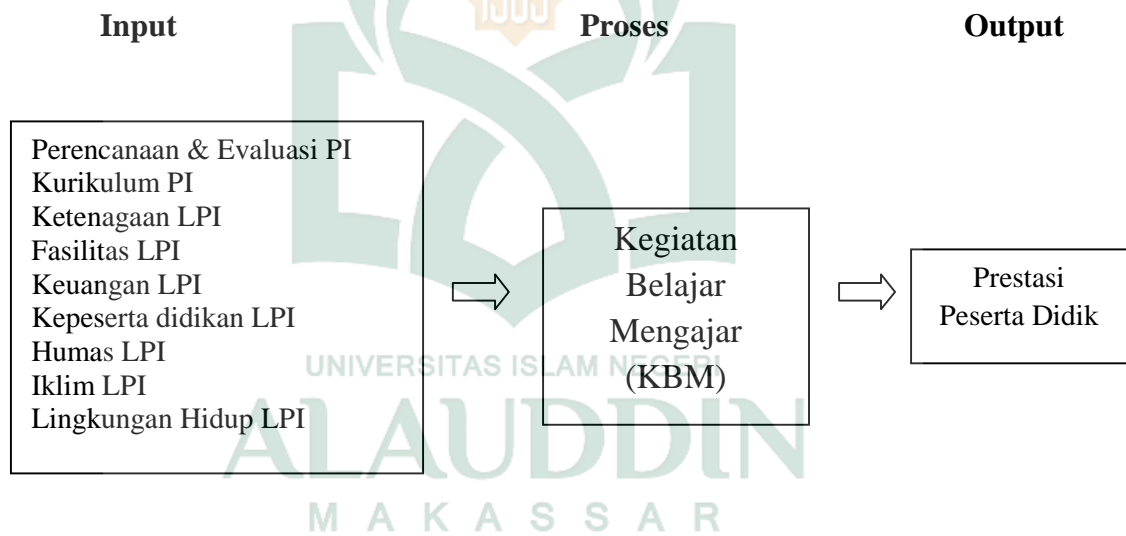 Input
Proses
Output
Perencanaan & Evaluasi PI
Kurikulum PI
Ketenagaan LPI
Fasilitas LPI
Keuangan LPI
Kepeserta didikan LPI
Humas LPI
Iklim LPI
Lingkungan Hidup LPI
Kegiatan
Belajar
Mengajar
(KBM)
Prestasi
Peserta Didik
UNIVERSITAS ISLAM NEGERI
ALAUDDIN
MAKASSAR